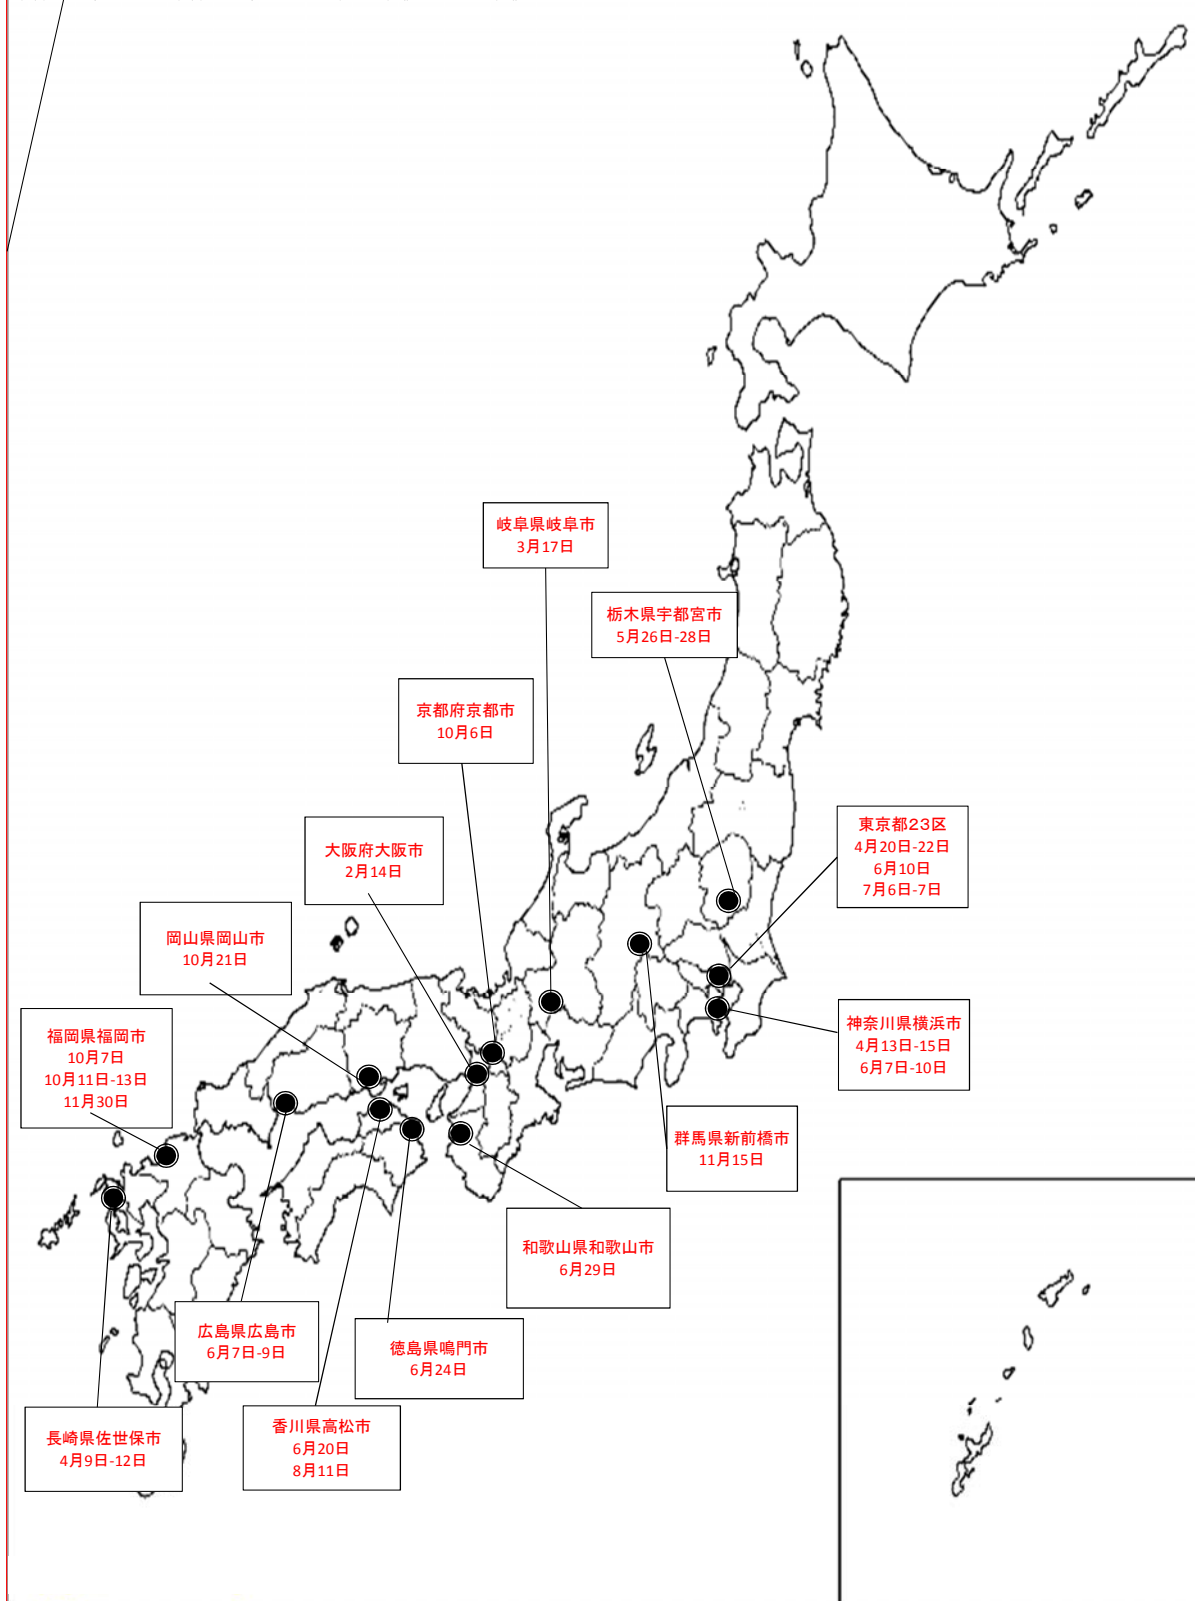 岐阜県岐阜市
3月17日
栃木県宇都宮市
5月26日-28日
京都府京都市
10月6日
大阪府大阪市
2月14日
東京都23区
4月20日-22日
6月10日
7月6日-7日
岡山県岡山市
10月21日
福岡県福岡市
10月7日
10月11日-13日
11月30日
神奈川県横浜市
4月13日-15日
6月7日-10日
群馬県新前橋市
11月15日
和歌山県和歌山市
6月29日
広島県広島市
6月7日-9日
徳島県鳴門市
6月24日
長崎県佐世保市
4月9日-12日
香川県高松市
6月20日
8月11日